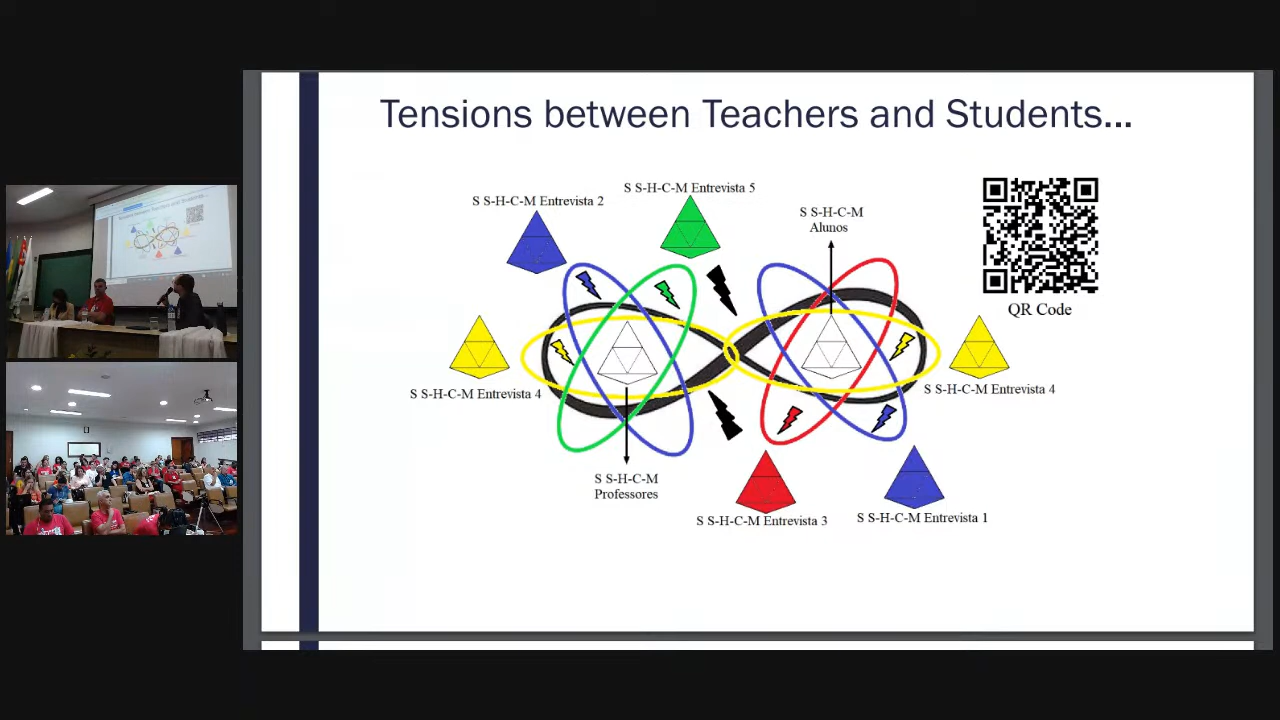 Tensions between Teachers and Students...
S S-H-C-M Entrevista 5
S S-H-C-M Entrevista 2
S S-H-C-M
Alunos
QR Code
S S-H-C-M Entrevista 4
S S-H-C-M Entrevista 4
S S-H-C-M
Professores
S S-H-C-M Entrevista 3
S S-H-C-M Entrevista 1